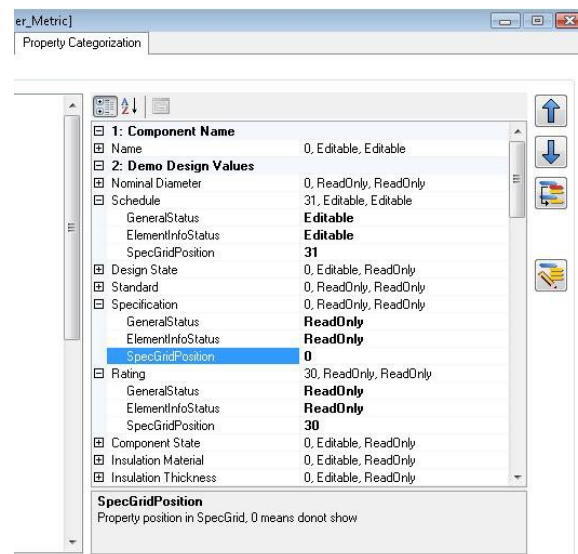 er_Metric]
Property Categorization
1: Component Name
Name 0, Editable, Editable
2: Demo Design Values
Nominal Diameter 0, ReadOnly, ReadOnly
Schedule 31, Editable, Editable
GeneralStatus Editable
ElementInfoStatus Editable
SpecGridPosition 31
Design State 0, Editable, ReadOnly
Standard 0, ReadOnly, ReadOnly
Specification 0, ReadOnly, ReadOnly
GeneralStatus ReadOnly
ElementInfoStatus ReadOnly
SpecGridPosition 0
Rating 30, ReadOnly, ReadOnly
GeneralStatus ReadOnly
ElementInfoStatus ReadOnly
SpecGridPosition 30
Component State 0, Editable, ReadOnly
Insulation Material 0, Editable, ReadOnly
Insulation Thickness 0, Editable, ReadOnly
SpecGridPosition
Property position in SpecGrid, 0 means donot show